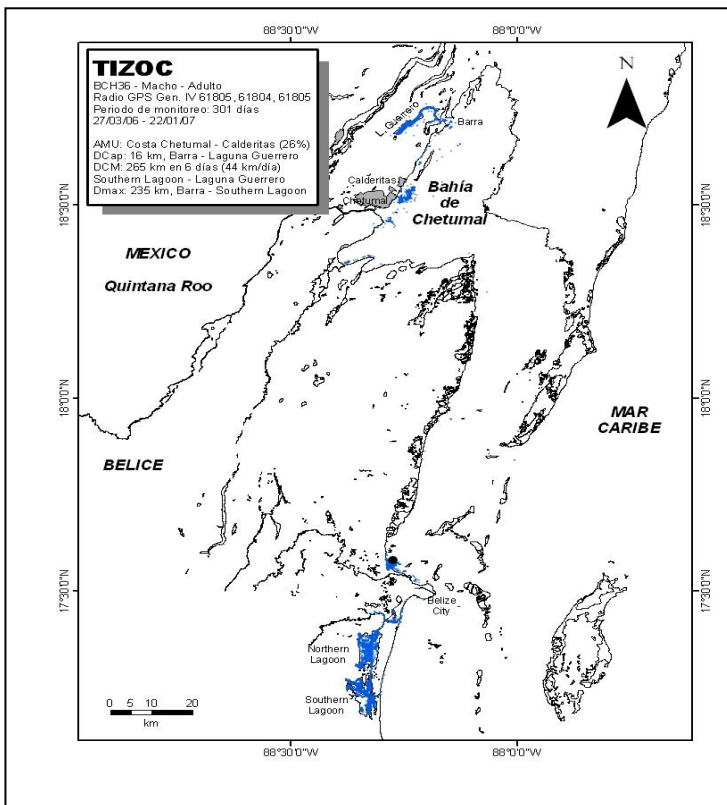 88°30'0"W
88°0'0"W
TIZOC
BCH36 - Macho - Adulto
Radio GPS Gen. IV 61805, 61804, 61805
Periodo de monitoreo: 301 días
27/03/06 - 22/01/07
AMU: Costa Chetumal - Calderitas (26%)
DCap: 16 km, Barra - Laguna Guerrero
DCM: 265 km en 6 días (44 km/día)
Southern Lagoon - Laguna Guerrero
Dmax: 235 km, Barra - Southern Lagoon
N
L. Guerrero
Barra
Calderitas
Chetumal
Bahía
de
Chetumal
18°30'0"N
18°30'0"N
MEXICO
Quintana Roo
18°0'0"N
18°0'0"N
MAR
CARIBE
BELICE
17°30'0"N
17°30'0"N
Belize
City
Northern
Lagoon
Southern
Lagoon
0 5 10 20
km
88°30'0"W
88°0'0"W